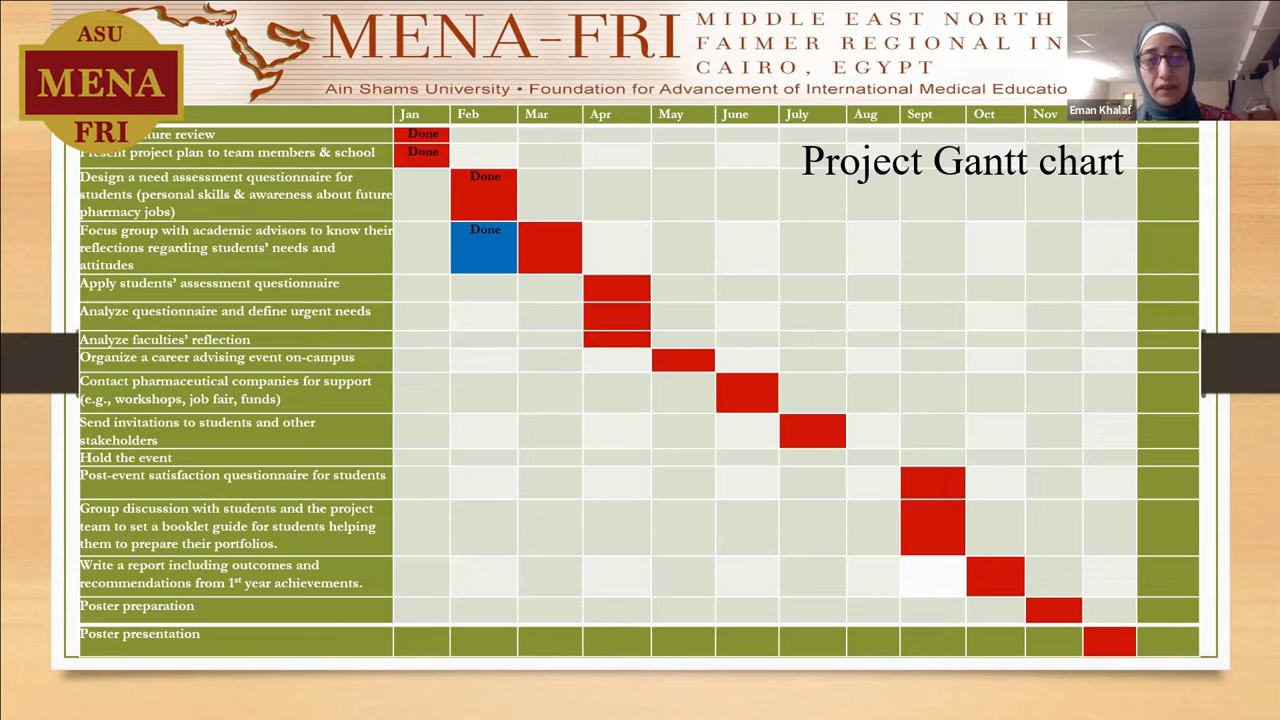 ASU
MENA
FRI
MENA-FRI
MIDDLE EAST NORTH
FAIMER REGIONAL IN
CAIRO, EGYPT
Ain Shams University • Foundation for Advancement of International Medical Educatio
Eman Khalaf
Jan Feb Mar Apr May June July Aug Sept Oct Nov
Project Gantt chart
review Done
Present project plan to team members & school Done
Design a need assessment questionnaire for Done
students (personal skills & awareness about future
pharmacy jobs)
Focus group with academic advisors to know their Done
reflections regarding students’ needs and
attitudes
Apply students’ assessment questionnaire
Analyze questionnaire and define urgent needs
Analyze faculties’ reflection
Organize a career advising event on-campus
Contact pharmaceutical companies for support
(e.g., workshops, job fair, funds)
Send invitations to students and other
stakeholders
Hold the event
Post-event satisfaction questionnaire for students
Group discussion with students and the project
team to set a booklet guide for students helping
them to prepare their portfolios.
Write a report including outcomes and
recommendations from 1st year achievements.
Poster preparation
Poster presentation